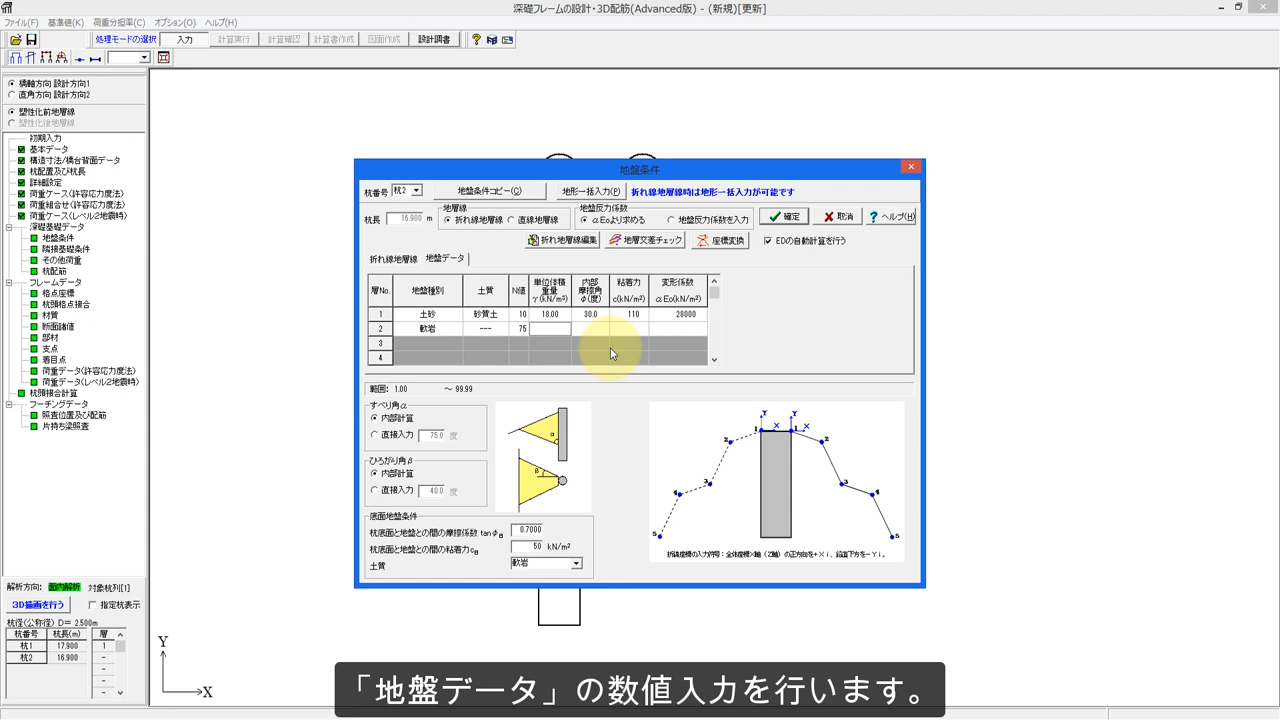 深礎フレームの設計・3D配筋(Advanced版) - (新規)[更新]
ファイル(F) 基準値(K) 荷重分担率(C) オプション(O) ヘルプ(H)
処理モードの選択 入力 計算実行 計算確認 計算書作成 図面作成 設計調書
橋軸方向 設計方向1
直角方向 設計方向2
塑性化前地層線
塑性化後地層線
初期入力
基本データ
構造寸法/橋台背面データ
杭配置及び杭長
詳細設定
荷重ケース(許容応力度法)
荷重組合せ(許容応力度法)
荷重ケース(レベル2地震時)
深礎基礎データ
地盤条件
隣接基礎条件
その他荷重
杭配筋
フレームデータ
格点座標
杭頭格点接合
材質
断面諸値
部材
支点
着目点
荷重データ(許容応力度法)
荷重データ(レベル2地震時)
杭頭接合計算
フーチングデータ
照査位置及び配筋
片持ち梁照査
解析方向: 面内解析 対象杭列[1]
3D描画を行う 指定杭表示
杭径(公称径) D= 2.500m
杭番号 杭長(m) 層
杭1 17.900 1
杭2 16.900 -
-
-
-
Y
X
地盤条件
杭番号 杭2 地盤条件コピー(C) 地形一括入力(P) 折れ線地層線時は地形一括入力が可能です
杭長 16.900 m
地層線
折れ線地層線 直線地層線
地盤反力係数
αEoより求める 地盤反力係数を入力
確定 取消 ヘルプ(H)
折れ地層線編集 地層交差チェック 座標変換 EDの自動計算を行う
折れ線地層線 地盤データ
層No. 地盤種別 土質 N値 単位体積重量γ(kN/m³) 内部摩擦角φ(度) 粘着力c(kN/m²) 変形係数αEo(kN/m²)
1 土砂 砂質土 10 18.00 30.0 110 28000
2 軟岩 --- 75
3
4
範囲: 1.00 ～ 99.99
すべり角α
内部計算
直接入力 75.0 度
ひろがり角β
内部計算
直接入力 40.0 度
α
β
底面地盤条件
杭底面と地盤との間の摩擦係数 tanφB 0.7000
杭底面と地盤との間の粘着力cB 50 kN/m²
土質 軟岩
Y Y
1 X 1 X
2 2
3 3
4 4
5 5
折線座標の入力符号: 全体座標X軸(Z軸)の正方向を+Xi、鉛直下方を-Yi。
「地盤データ」の数値入力を行います。